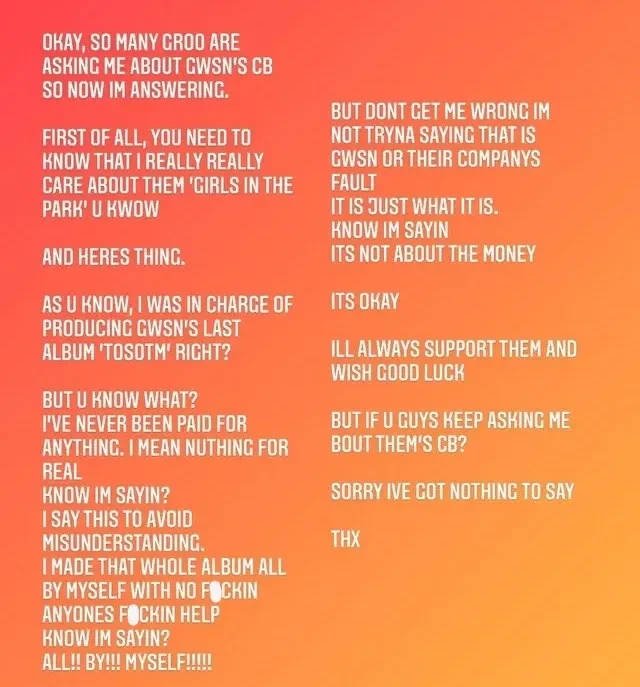 OKAY, SO MANY GROO ARE
ASKING ME ABOUT GWSN'S CB
SO NOW IM ANSWERING.
FIRST OF ALL, YOU NEED TO
KNOW THAT I REALLY REALLY
CARE ABOUT THEM 'GIRLS IN THE
PARK' U KWOW
AND HERES THING.
AS U KNOW, I WAS IN CHARGE OF
PRODUCING GWSN'S LAST
ALBUM 'TOSOTM' RIGHT?
BUT U KNOW WHAT?
I'VE NEVER BEEN PAID FOR
ANYTHING. I MEAN NUTHING FOR
REAL
KNOW IM SAYIN?
I SAY THIS TO AVOID
MISUNDERSTANDING.
I MADE THAT WHOLE ALBUM ALL
BY MYSELF WITH NO F CKIN
ANYONES F CKIN HELP
KNOW IM SAYIN?
ALL!! BY!!! MYSELF!!!!!
BUT DONT GET ME WRONG IM
NOT TRYNA SAYING THAT IS
GWSN OR THEIR COMPANYS
FAULT
IT IS JUST WHAT IT IS.
KNOW IM SAYIN
ITS NOT ABOUT THE MONEY
ITS OKAY
ILL ALWAYS SUPPORT THEM AND
WISH GOOD LUCK
BUT IF U GUYS KEEP ASKING ME
BOUT THEM'S CB?
SORRY IVE GOT NOTHING TO SAY
THX